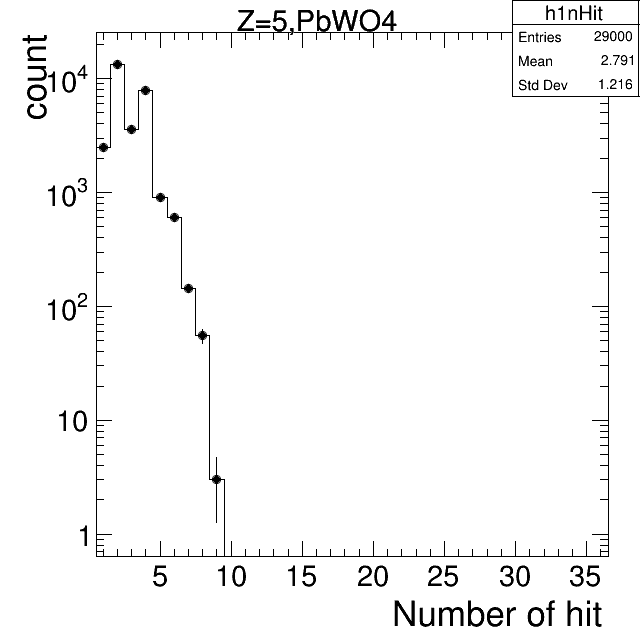 Z=5,PbWO4
h1nHit
Entries 29000
Mean 2.791
Std Dev 1.216
count
10^4
10^3
10^2
10
1
5 10 15 20 25 30 35
Number of hit